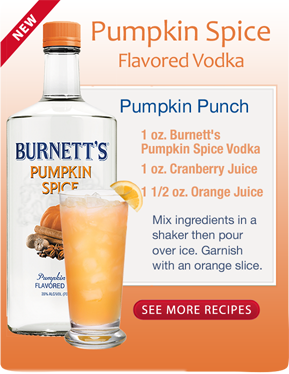 NEW
Pumpkin Spice
Flavored Vodka
BURNETT'S
PUMPKIN
SPICE
Pumpkin
FLAVORED
Pumpkin Punch
1 oz. Burnett's
Pumpkin Spice Vodka
1 oz. Cranberry Juice
1 1/2 oz. Orange Juice
Mix ingredients in a
shaker then pour
over ice. Garnish
with an orange slice.
SEE MORE RECIPES